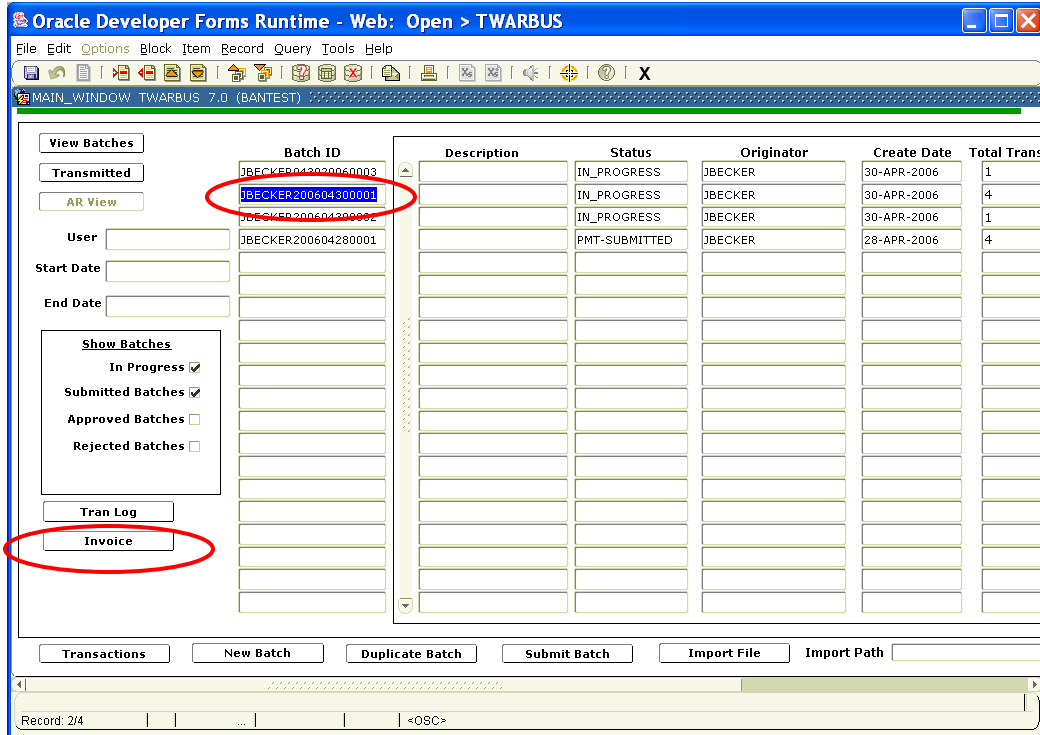 Oracle Developer Forms Runtime - Web: Open > TWARBUS
File Edit Options Block Item Record Query Tools Help
MAIN_WINDOW TWARBUS 7.0 (BANTEST)
View Batches
Transmitted
AR View
User
Start Date
End Date
Show Batches
In Progress
Submitted Batches
Approved Batches
Rejected Batches
Tran Log
Invoice
Batch ID Description Status Originator Create Date Total Trans
JBECKER043020060003 IN_PROGRESS JBECKER 30-APR-2006 1
JBECKER200604300001 IN_PROGRESS JBECKER 30-APR-2006 4
JBECKER200604300002 IN_PROGRESS JBECKER 30-APR-2006 1
JBECKER200604280001 PMT-SUBMITTED JBECKER 28-APR-2006 4
Transactions New Batch Duplicate Batch Submit Batch Import File Import Path
Record: 2/4 ... <OSC>